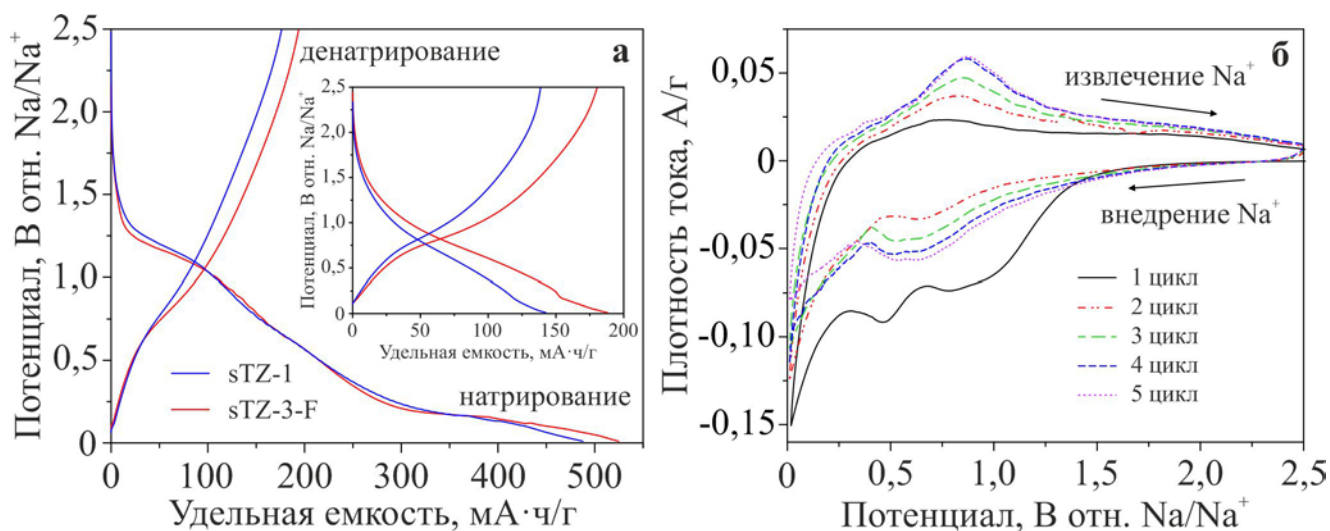 а
Потенциал, В отн. Na/Na⁺
2,5
2,0
1,5
1,0
0,5
0
0
100
200
300
400
500
Удельная емкость, мА·ч/г
денатрирование
натрирование
sTZ-1
sTZ-3-F
Потенциал, В отн. Na/Na⁺
2,5
2,0
1,5
1,0
0,5
0
0
50
100
150
200
Удельная емкость, мА·ч/г
б
Плотность тока, А/г
0,05
0
-0,05
-0,10
-0,15
0
0,5
1,0
1,5
2,0
2,5
Потенциал, В отн. Na/Na⁺
извлечение Na⁺
внедрение Na⁺
1 цикл
2 цикл
3 цикл
4 цикл
5 цикл